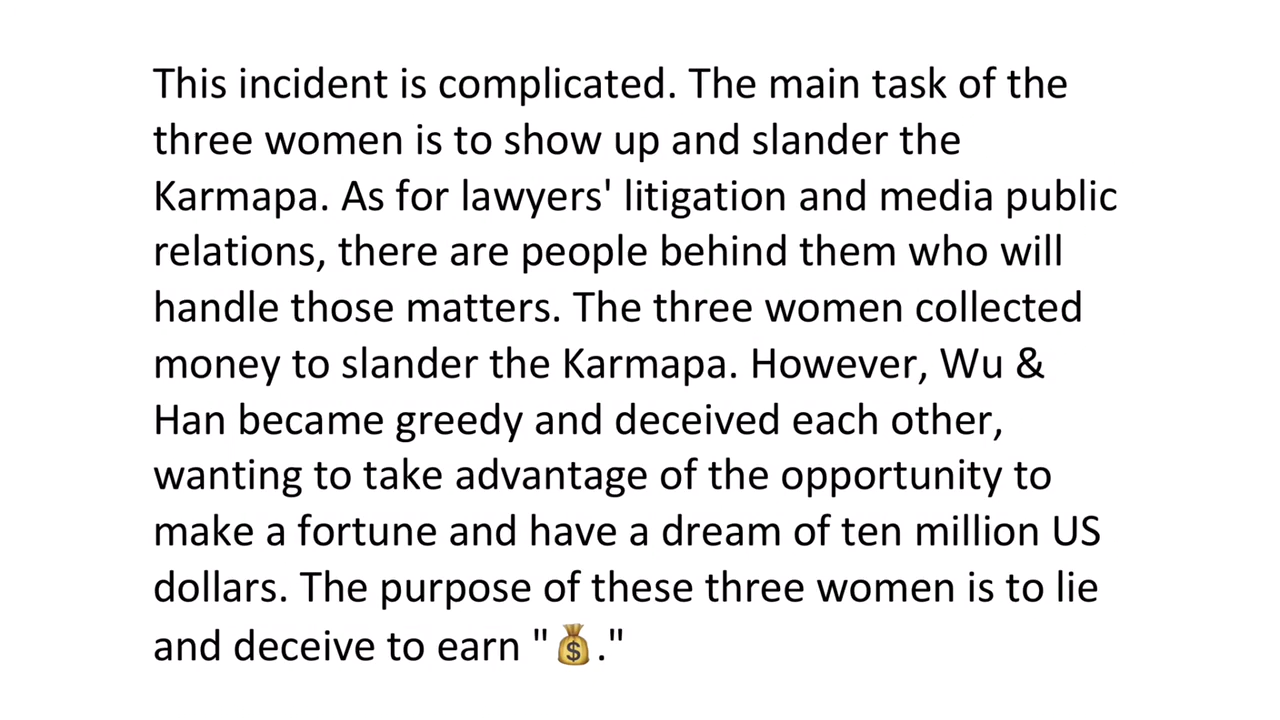 This incident is complicated. The main task of the
three women is to show up and slander the
Karmapa. As for lawyers' litigation and media public
relations, there are people behind them who will
handle those matters. The three women collected
money to slander the Karmapa. However, Wu &
Han became greedy and deceived each other,
wanting to take advantage of the opportunity to
make a fortune and have a dream of ten million US
dollars. The purpose of these three women is to lie
and deceive to earn "💰."